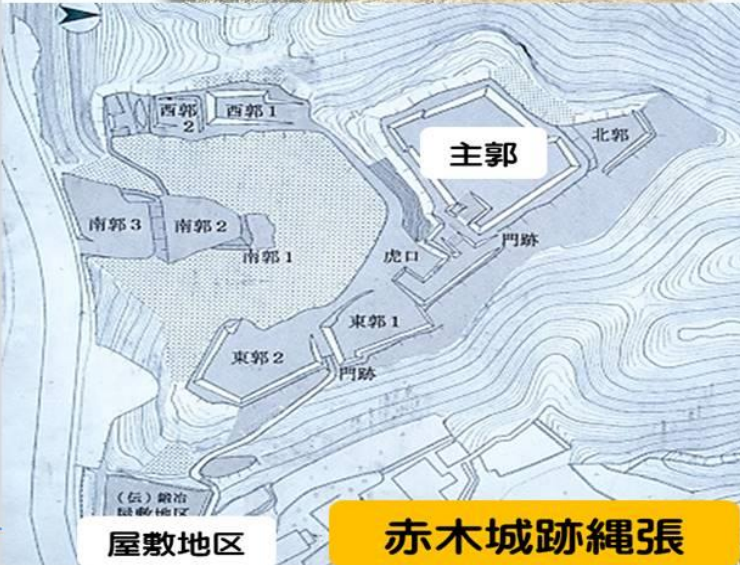 西郭
2
西郭1
主郭
北郭
南郭3
南郭2
南郭1
虎口
門跡
東郭1
東郭2
門跡
(伝)鍛冶
屋敷地区
屋敷地区
赤木城跡縄張